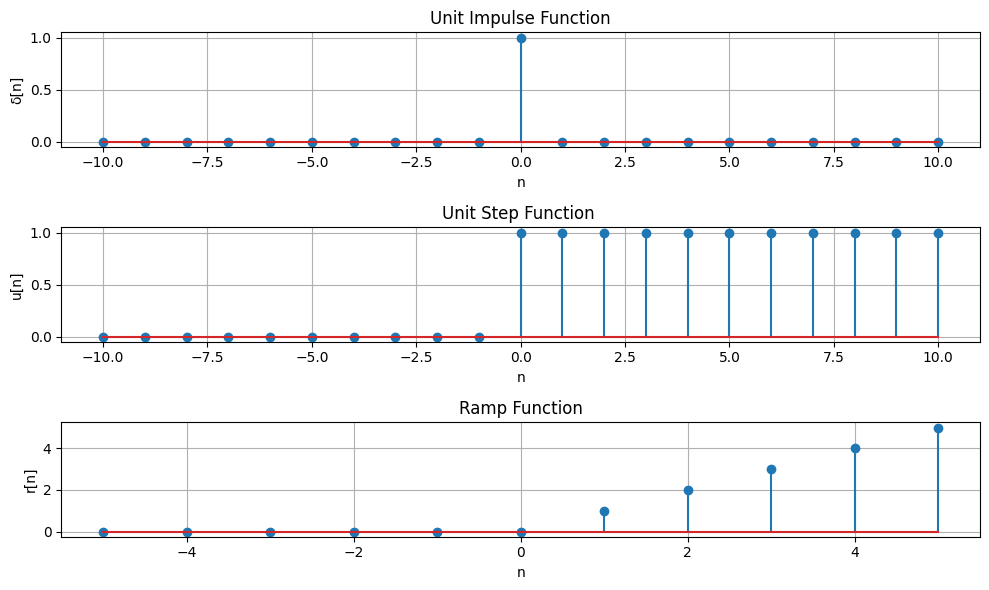 Unit Impulse Function
δ[n]
1.0
0.5
0.0
−10.0 −7.5 −5.0 −2.5 0.0 2.5 5.0 7.5 10.0
n
Unit Step Function
u[n]
1.0
0.5
0.0
−10.0 −7.5 −5.0 −2.5 0.0 2.5 5.0 7.5 10.0
n
Ramp Function
r[n]
4
2
0
−4 −2 0 2 4
n